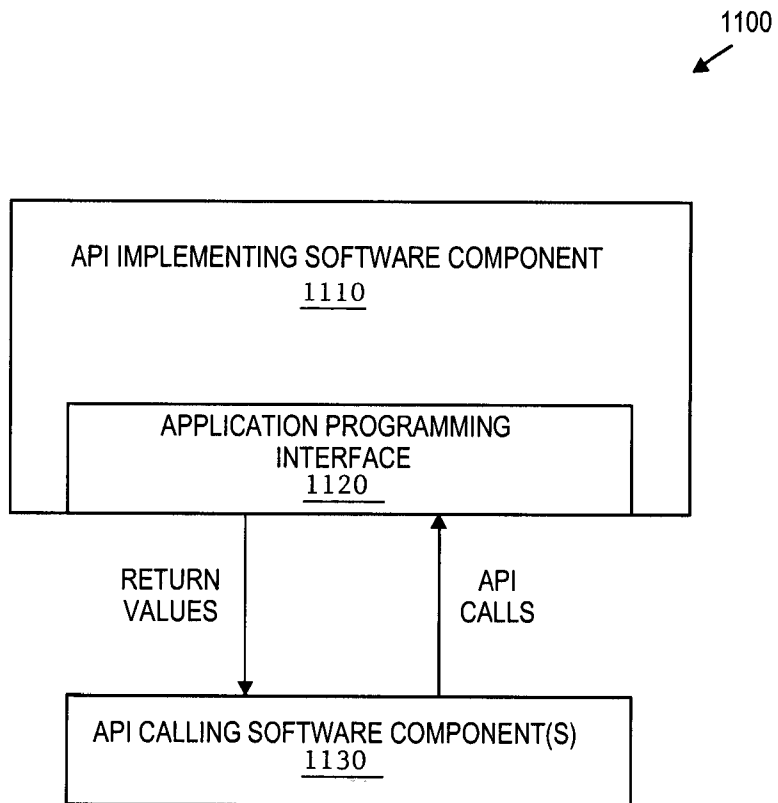 1100
API IMPLEMENTING SOFTWARE COMPONENT
1110
APPLICATION PROGRAMMING
INTERFACE
1120
RETURN
VALUES
API
CALLS
API CALLING SOFTWARE COMPONENT(S)
1130